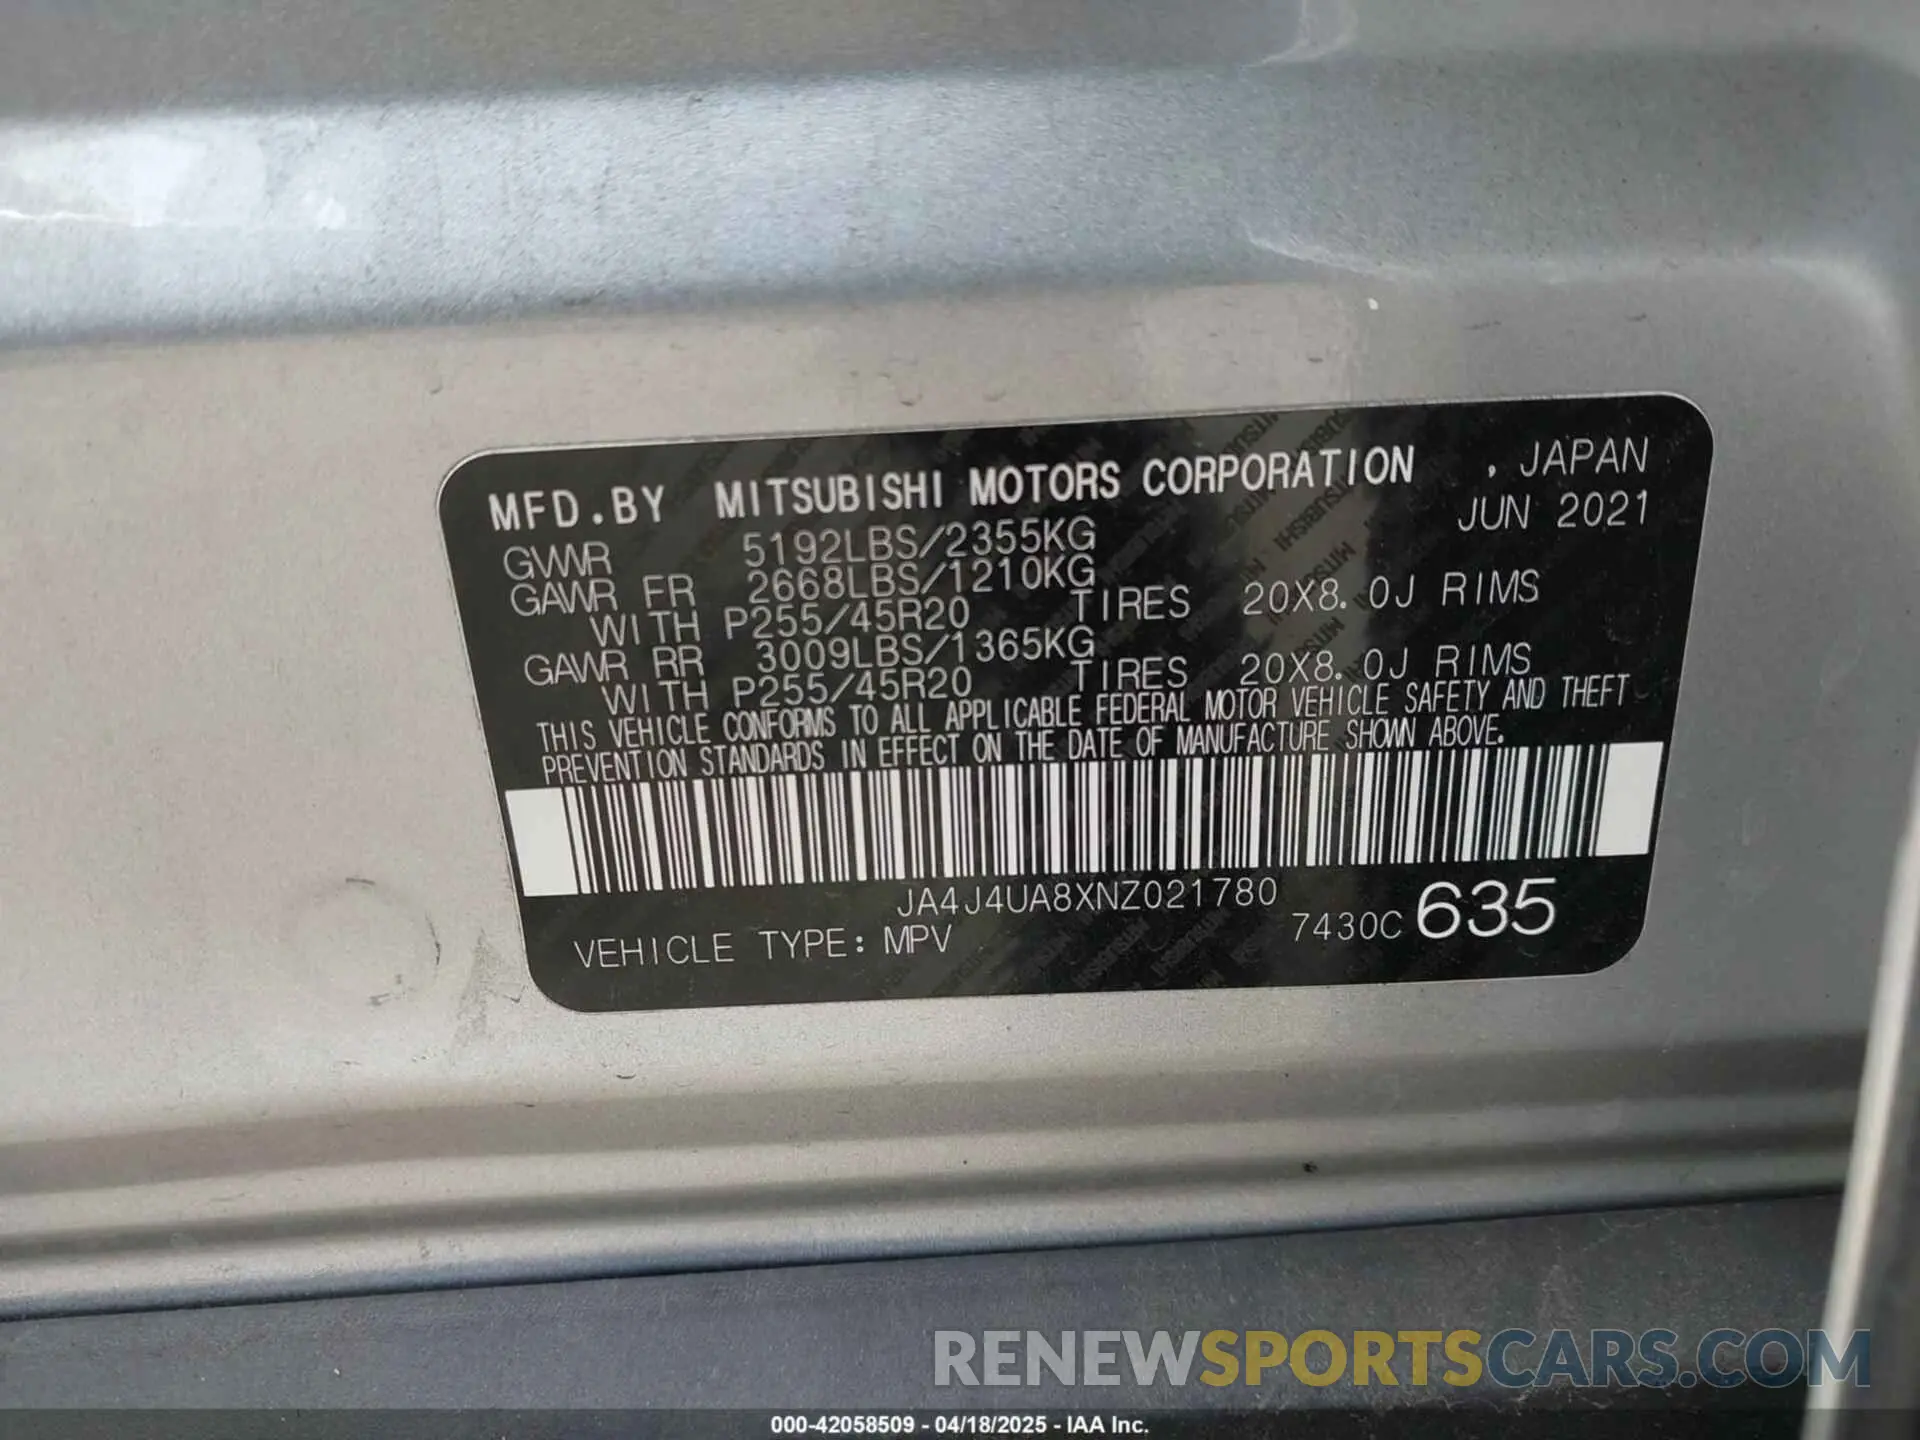 MFD.BY MITSUBISHI MOTORS CORPORATION , JAPAN
JUN 2021
GVWR 5192LBS/2355KG
GAWR FR 2668LBS/1210KG
WITH P255/45R20 TIRES 20X8.0J RIMS
GAWR RR 3009LBS/1365KG
WITH P255/45R20 TIRES 20X8.0J RIMS
THIS VEHICLE CONFORMS TO ALL APPLICABLE FEDERAL MOTOR VEHICLE SAFETY AND THEFT
PREVENTION STANDARDS IN EFFECT ON THE DATE OF MANUFACTURE SHOWN ABOVE.
JA4J4UA8XNZ021780
VEHICLE TYPE: MPV 7430C 635
RENEWSPORTSCARS.COM
000-42058509 - 04/18/2025 - IAA Inc.